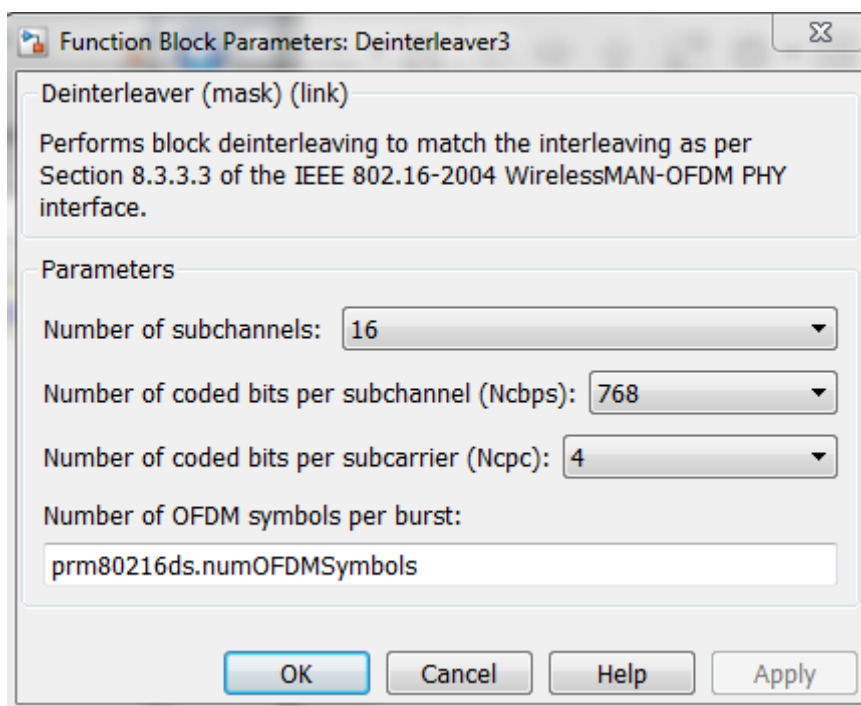 Function Block Parameters: Deinterleaver3
Deinterleaver (mask) (link)
Performs block deinterleaving to match the interleaving as per
Section 8.3.3.3 of the IEEE 802.16-2004 WirelessMAN-OFDM PHY
interface.
Parameters
Number of subchannels: 16
Number of coded bits per subchannel (Ncbps): 768
Number of coded bits per subcarrier (Ncpc): 4
Number of OFDM symbols per burst:
prm80216ds.numOFDMSymbols
OK Cancel Help Apply